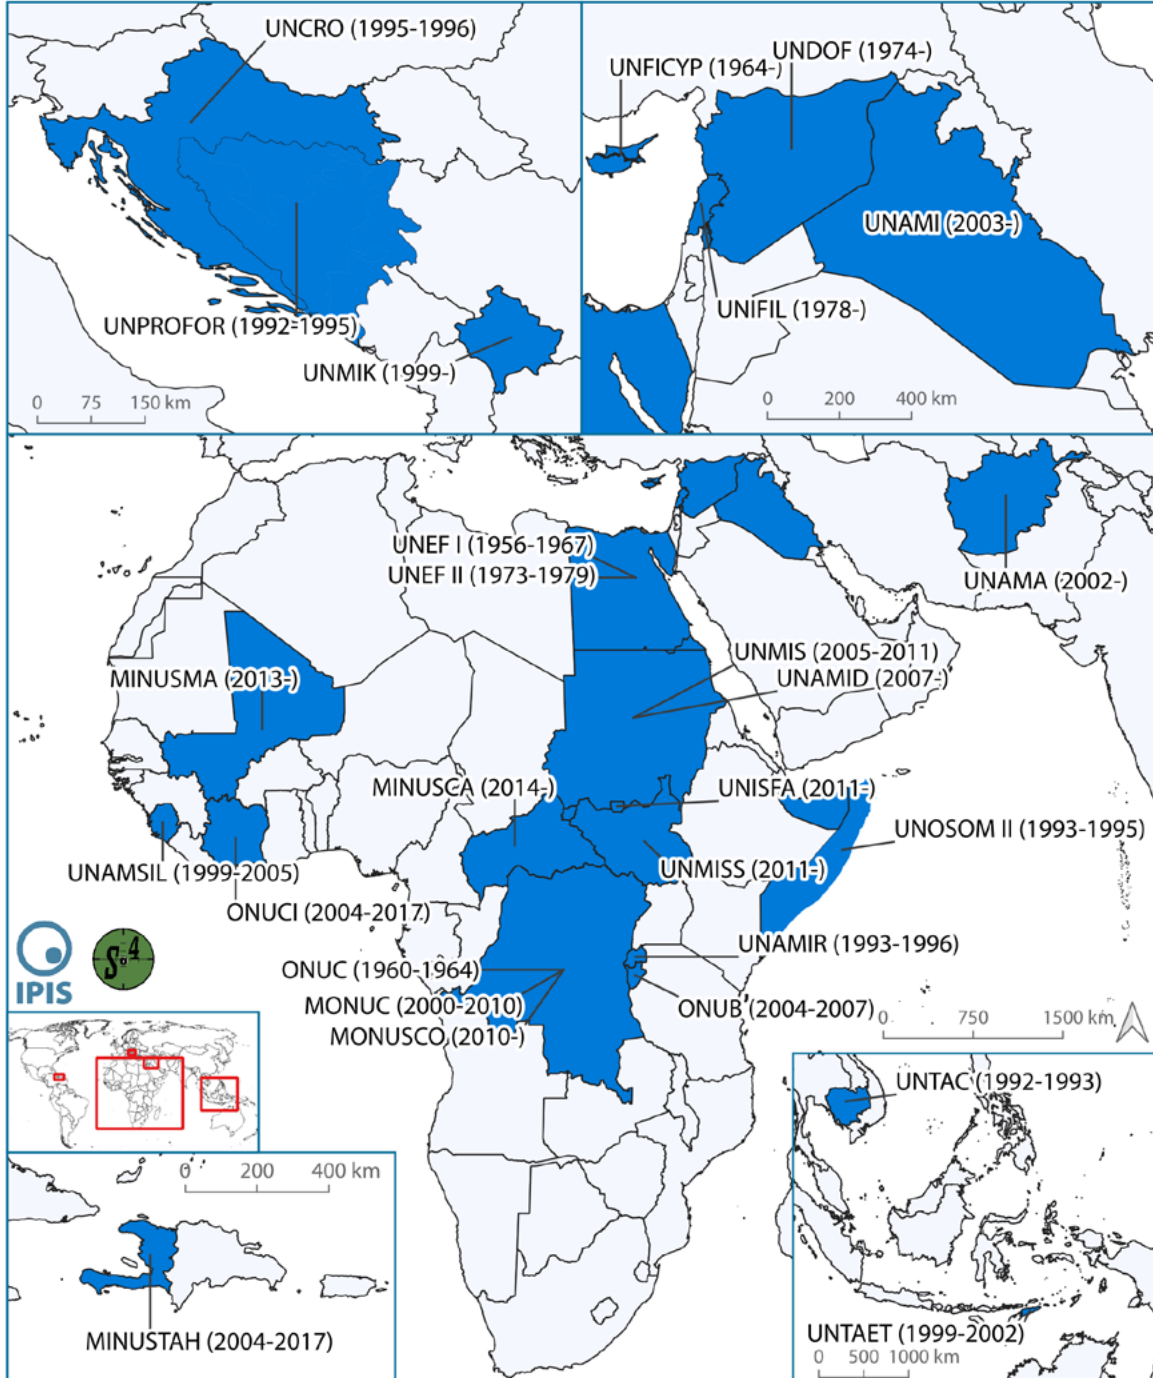 UNCRO (1995-1996)
UNPROFOR (1992-1995)
UNMIK (1999-)
0 75 150 km
UNDOF (1974-)
UNFICYP (1964-)
UNAMI (2003-)
UNIFIL (1978-)
0 200 400 km
UNEF I (1956-1967)
UNEF II (1973-1979)
UNAMA (2002-)
UNMIS (2005-2011)
UNAMID (2007-)
MINUSMA (2013-)
MINUSCA (2014-)
UNISFA (2011-)
UNOSOM II (1993-1995)
UNAMSIL (1999-2005)
UNMISS (2011-)
ONUCI (2004-2017)
UNAMIR (1993-1996)
ONUC (1960-1964)
MONUC (2000-2010)
ONUB (2004-2007)
MONUSCO (2010-)
0 750 1500 km
S4
IPIS
0 200 400 km
MINUSTAH (2004-2017)
UNTAC (1992-1993)
UNTAET (1999-2002)
0 500 1000 km